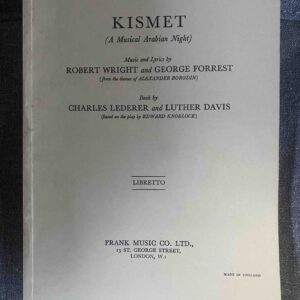 KISMET
(A Musical Arabian Night)
Music and Lyrics by
ROBERT WRIGHT and GEORGE FORREST
(from the themes of ALEXANDER BORODIN)
Book by
CHARLES LEDERER and LUTHER DAVIS
(based on the play by EDWARD KNOBLOCK)
LIBRETTO
FRANK MUSIC CO. LTD.,
13 ST. GEORGE STREET,
LONDON, W.1
MADE IN ENGLAND